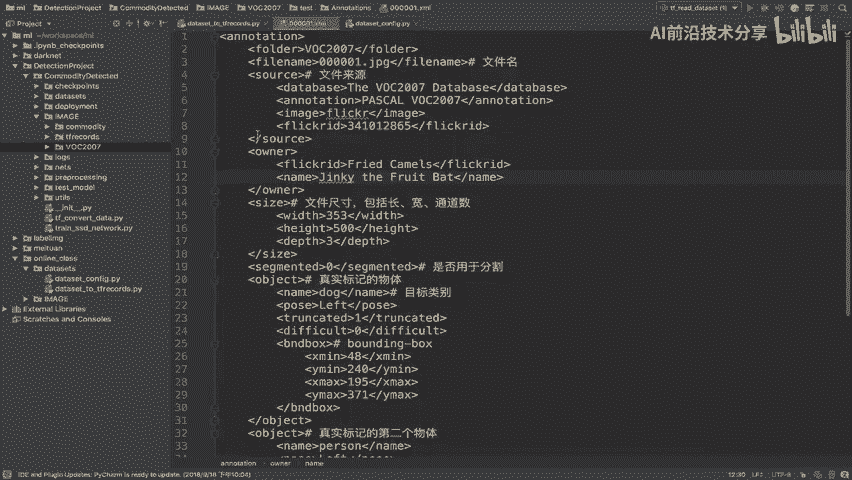 ml DetectionProject CommodityDetected IMAGE VOC2007 test Annotations 000001.xml tf_read_dataset (1)
Project dataset_to_tfrecords.py 000001.xml dataset_config.py
AI前沿技术分享 bilibili
ml ~/workspace/ml
.ipynb_checkpoints
darknet
DetectionProject
CommodityDetected
checkpoints
datasets
deployment
IMAGE
commodity
tfrecords
VOC2007
logs
nets
preprocessing
test_model
utils
__init__.py
tf_convert_data.py
train_ssd_network.py
labelImg
meituan
online_class
datasets
dataset_config.py
dataset_to_tfrecords.py
IMAGE
External Libraries
Scratches and Consoles
1 <annotation>
2 <folder>VOC2007</folder>
3 <filename>000001.jpg</filename># 文件名
4 <source># 文件来源
5 <database>The VOC2007 Database</database>
6 <annotation>PASCAL VOC2007</annotation>
7 <image>flickr</image>
8 <flickrid>341012865</flickrid>
9 </source>
10 <owner>
11 <flickrid>Fried Camels</flickrid>
12 <name>Jinky the Fruit Bat</name>
13 </owner>
14 <size># 文件尺寸，包括长、宽、通道数
15 <width>353</width>
16 <height>500</height>
17 <depth>3</depth>
18 </size>
19 <segmented>0</segmented># 是否用于分割
20 <object># 真实标记的物体
21 <name>dog</name># 目标类别
22 <pose>Left</pose>
23 <truncated>1</truncated>
24 <difficult>0</difficult>
25 <bndbox># bounding-box
26 <xmin>48</xmin>
27 <ymin>240</ymin>
28 <xmax>195</xmax>
29 <ymax>371</ymax>
30 </bndbox>
31 </object>
32 <object># 真实标记的第二个物体
33 <name>person</name>
annotation owner name
IDE and Plugin Updates: PyCharm is ready to update. (2018/9/18 下午10:04) 12:30 LF UTF-8